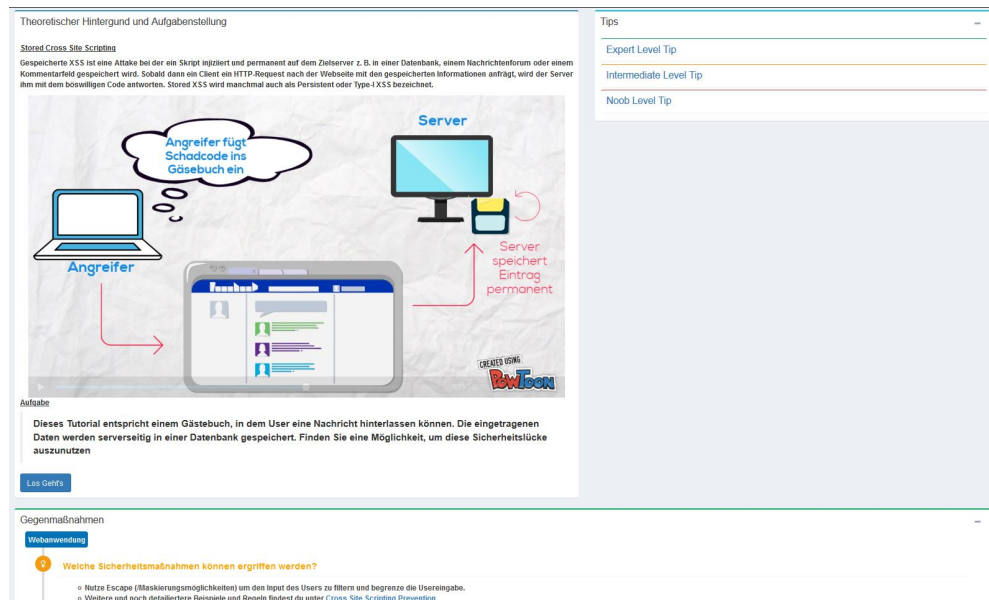 Theoretischer Hintergund und Aufgabenstellung
Stored Cross Site Scripting
Gespeicherte XSS ist eine Attake bei der ein Skript injiziert und permanent auf dem Zielserver z. B. in einer Datenbank, einem Nachrichtenforum oder einem
Kommentarfeld gespeichert wird. Sobald dann ein Client ein HTTP-Request nach der Webseite mit den gespeicherten Informationen anfrägt, wird der Server
ihm mit dem böswilligen Code antworten. Stored XSS wird manchmal auch als Persistent oder Type-I XSS bezeichnet.
Angreifer fügt
Schadcode ins
Gäsebuch ein
Server
Angreifer
Server
speichert
Eintrag
permanent
CREATED USING
POWTOON
Aufgabe
Dieses Tutorial entspricht einem Gästebuch, in dem User eine Nachricht hinterlassen können. Die eingetragenen
Daten werden serverseitig in einer Datenbank gespeichert. Finden Sie eine Möglichkeit, um diese Sicherheitslücke
auszunutzen
Los Geht's
Tips
Expert Level Tip
Intermediate Level Tip
Noob Level Tip
Gegenmaßnahmen
Webanwendung
Welche Sicherheitsmaßnahmen können ergriffen werden?
Nutze Escape (/Maskierungsmöglichkeiten) um den Input des Users zu filtern und begrenze die Usereingabe.
Weitere und noch detailiertere Beispiele und Regeln findest du unter Cross Site Scripting Prevention